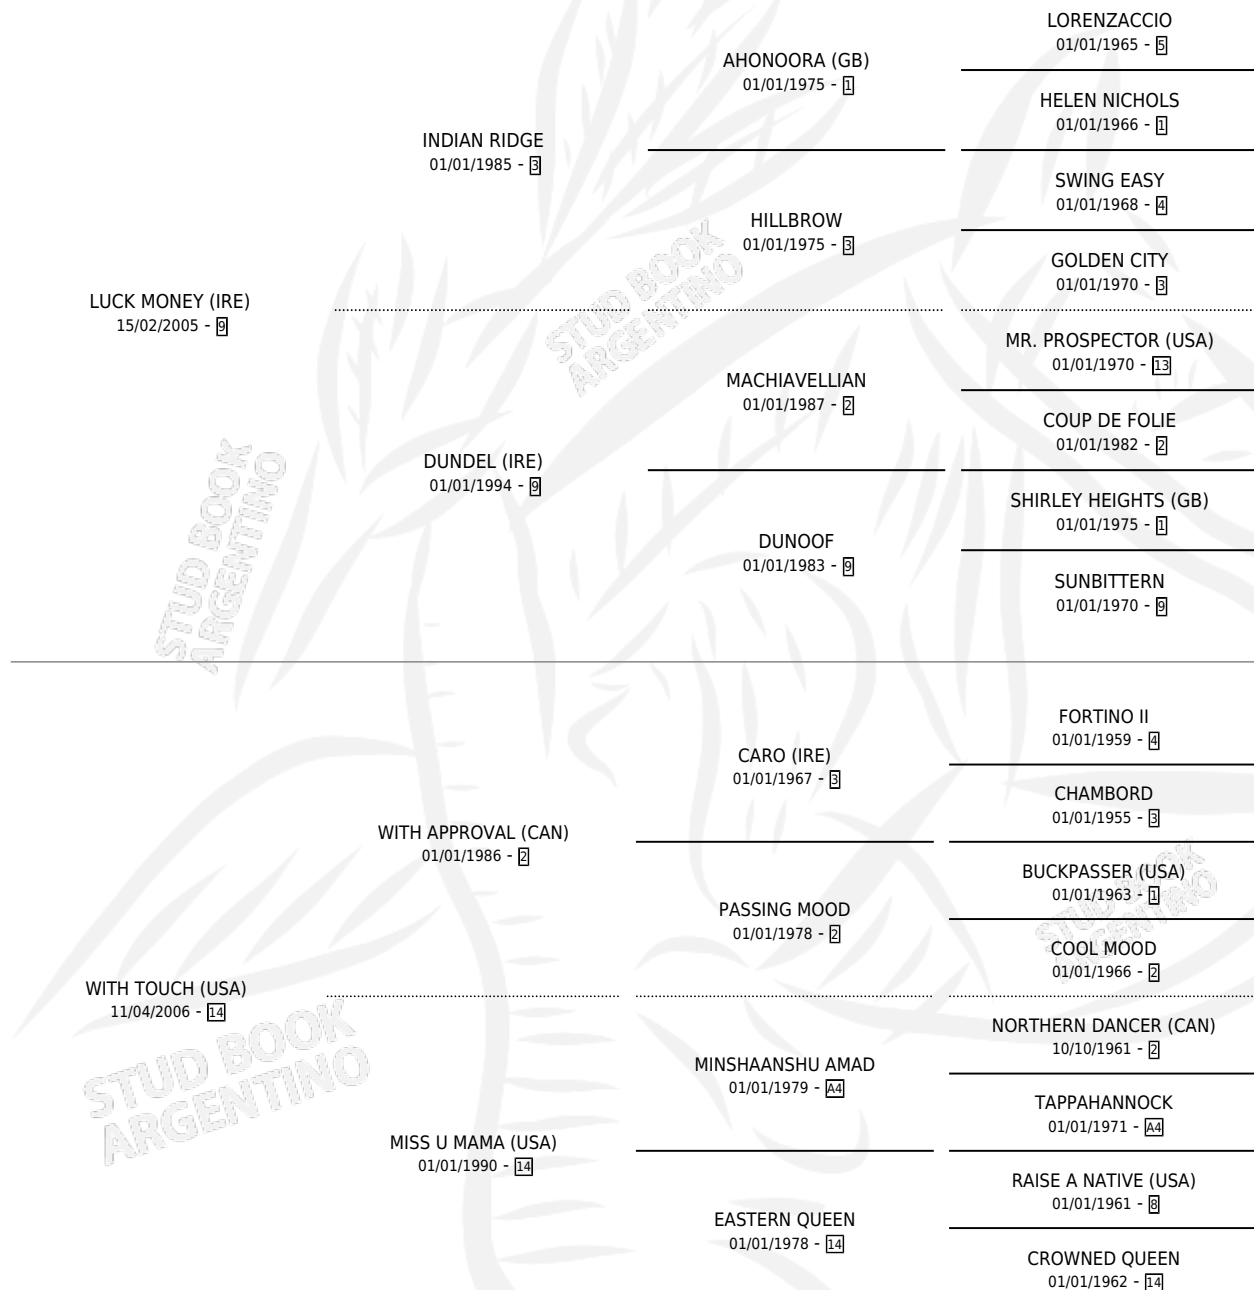 LORENZACCIO
01/01/1965 - 5
AHONOORA (GB)
01/01/1975 - 1
HELEN NICHOLS
01/01/1966 - 1
INDIAN RIDGE
01/01/1985 - 3
SWING EASY
01/01/1968 - 4
HILLBROW
01/01/1975 - 3
GOLDEN CITY
01/01/1970 - 3
LUCK MONEY (IRE)
15/02/2005 - 9
MR. PROSPECTOR (USA)
01/01/1970 - 13
MACHIAVELLIAN
01/01/1987 - 2
COUP DE FOLIE
01/01/1982 - 2
DUNDEL (IRE)
01/01/1994 - 9
SHIRLEY HEIGHTS (GB)
01/01/1975 - 1
DUNOOF
01/01/1983 - 9
SUNBITTERN
01/01/1970 - 9
FORTINO II
01/01/1959 - 4
CARO (IRE)
01/01/1967 - 3
CHAMBORD
01/01/1955 - 3
WITH APPROVAL (CAN)
01/01/1986 - 2
BUCKPASSER (USA)
01/01/1963 - 1
PASSING MOOD
01/01/1978 - 2
COOL MOOD
01/01/1966 - 2
WITH TOUCH (USA)
11/04/2006 - 14
NORTHERN DANCER (CAN)
10/10/1961 - 2
MINSHAANSHU AMAD
01/01/1979 - A4
TAPPAHANNOCK
01/01/1971 - A4
MISS U MAMA (USA)
01/01/1990 - 14
RAISE A NATIVE (USA)
01/01/1961 - 8
EASTERN QUEEN
01/01/1978 - 14
CROWNED QUEEN
01/01/1962 - 14
STUD BOOK
ARGENTINO
STUD BOOK
ARGENTINO
STUD BOOK
ARGENTINO
STUD BOOK
ARGENTINO